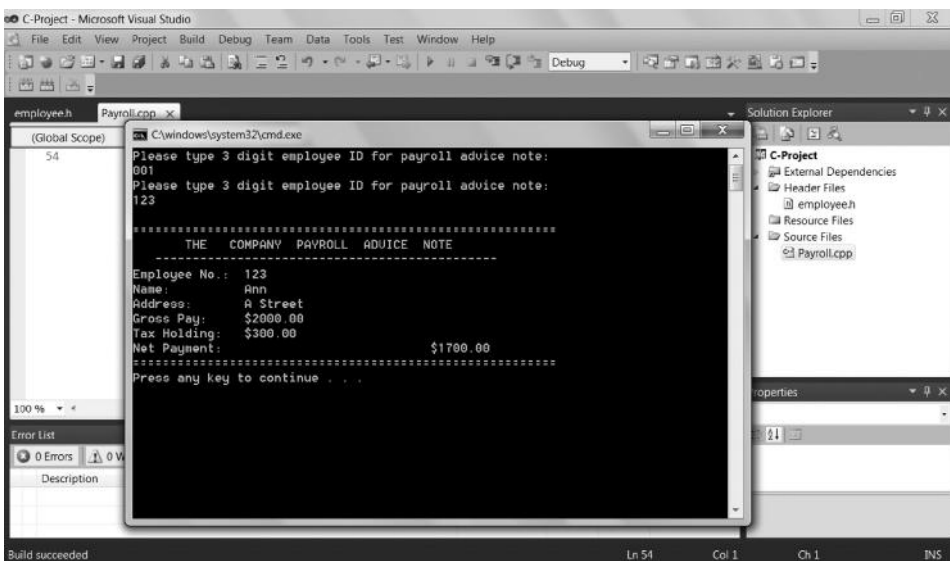 C-Project - Microsoft Visual Studio
File Edit View Project Build Debug Team Data Tools Test Window Help
Debug
employee.h Payroll.cpp
Solution Explorer
(Global Scope)
54
C:\windows\system32\cmd.exe
Please type 3 digit employee ID for payroll advice note:
001
Please type 3 digit employee ID for payroll advice note:
123
=====================================================
THE COMPANY PAYROLL ADVICE NOTE
-----------------------------------------------
Employee No.: 123
Name: Ann
Address: A Street
Gross Pay: $2000.00
Tax Holding: $300.00
Net Payment: $1700.00
=====================================================
Press any key to continue . . .
C-Project
External Dependencies
Header Files
employee.h
Resource Files
Source Files
Payroll.cpp
100 %
roperties
Error List
0 Errors 0 W
Description
Build succeeded Ln 54 Col 1 Ch 1 INS